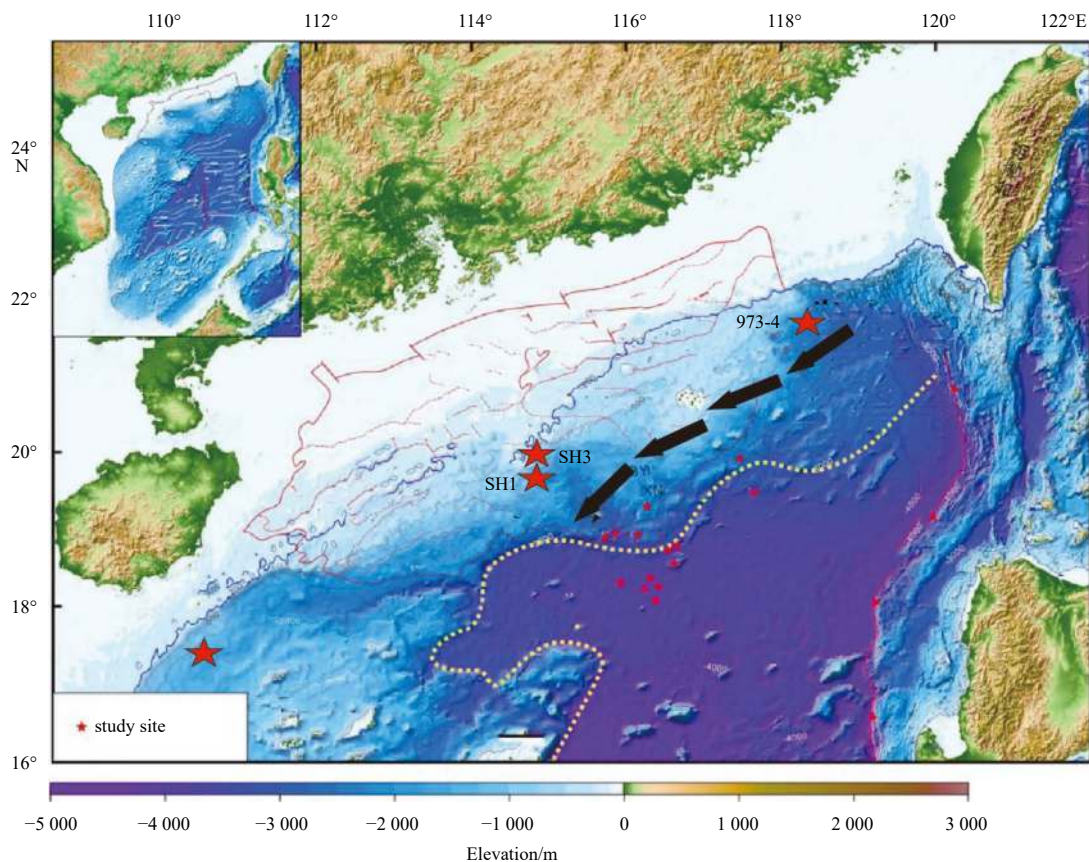 110° 112° 114° 116° 118° 120° 122°E
24°
N
22°
973-4
20°
SH3
SH1
18°
study site
16°
−5 000 −4 000 −3 000 −2 000 −1 000 0 1 000 2 000 3 000
Elevation/m